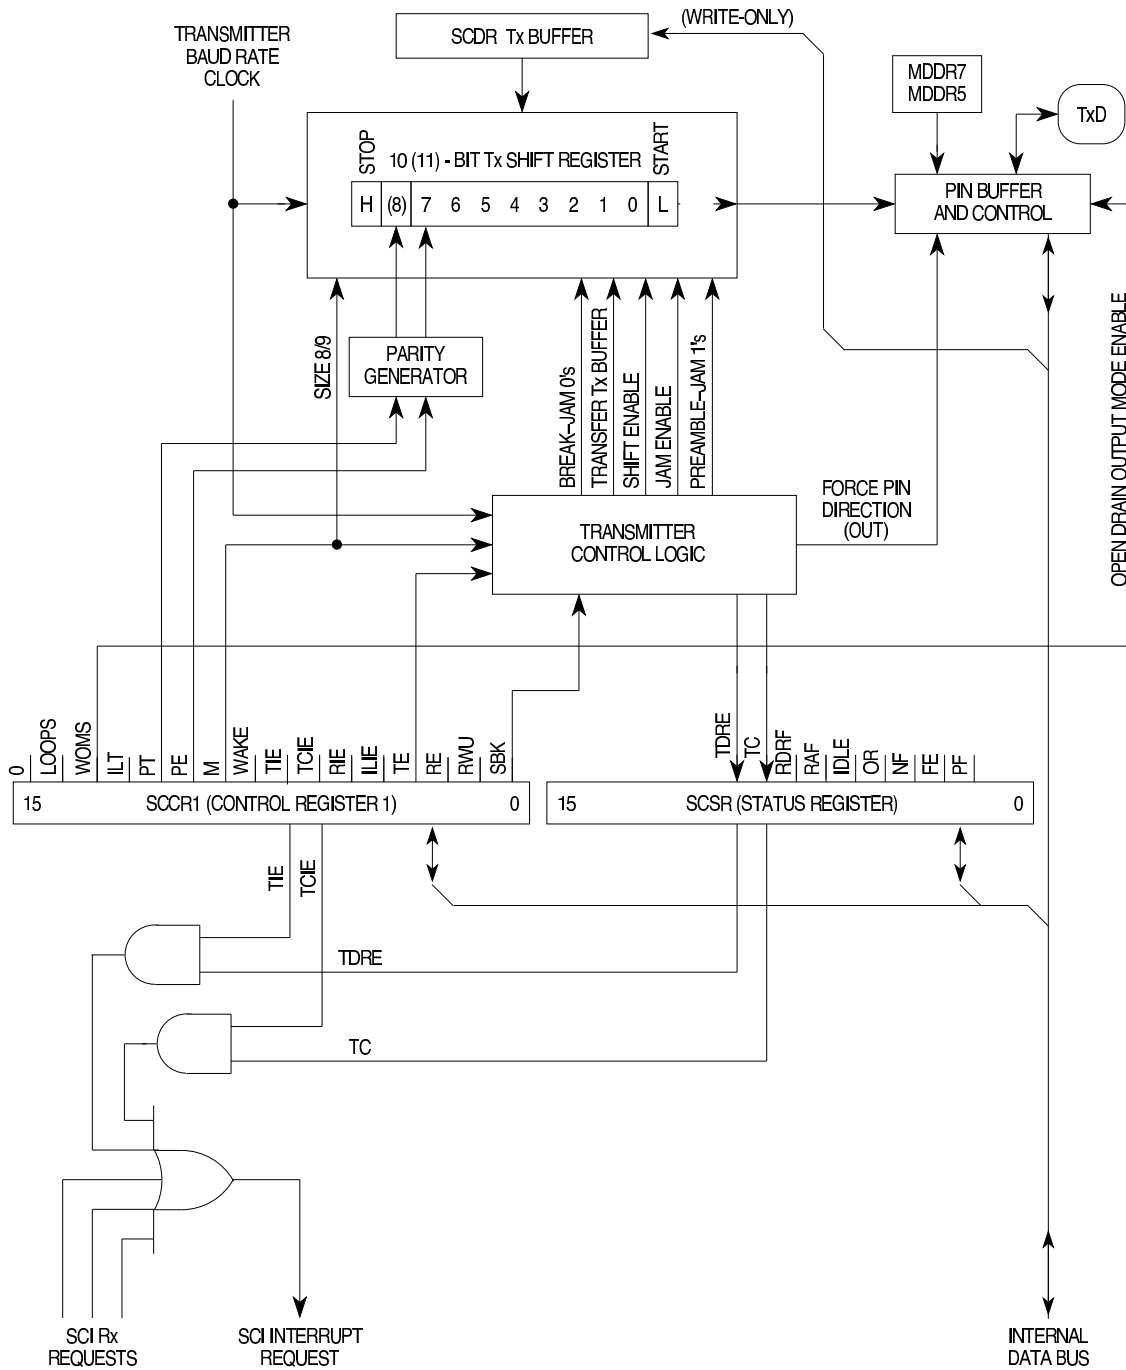 TRANSMITTER
BAUD RATE
CLOCK
SCDR Tx BUFFER
(WRITE-ONLY)
MDDR7
MDDR5
TxD
STOP
10 (11) - BIT Tx SHIFT REGISTER
START
H (8) 7 6 5 4 3 2 1 0 L
PIN BUFFER
AND CONTROL
SIZE 8/9
PARITY
GENERATOR
BREAK–JAM 0's
TRANSFER Tx BUFFER
SHIFT ENABLE
JAM ENABLE
PREAMBLE–JAM 1's
OPEN DRAIN OUTPUT MODE ENABLE
FORCE PIN
DIRECTION
(OUT)
TRANSMITTER
CONTROL LOGIC
0
LOOPS
WOMS
ILT
PT
PE
M
WAKE
TIE
TCIE
RIE
ILIE
TE
RE
RWU
SBK
TDRE
TC
RDRF
RAF
IDLE
OR
NF
FE
PF
15 SCCR1 (CONTROL REGISTER 1) 0
15 SCSR (STATUS REGISTER) 0
TIE
TCIE
TDRE
TC
SCI Rx
REQUESTS
SCI INTERRUPT
REQUEST
INTERNAL
DATA BUS